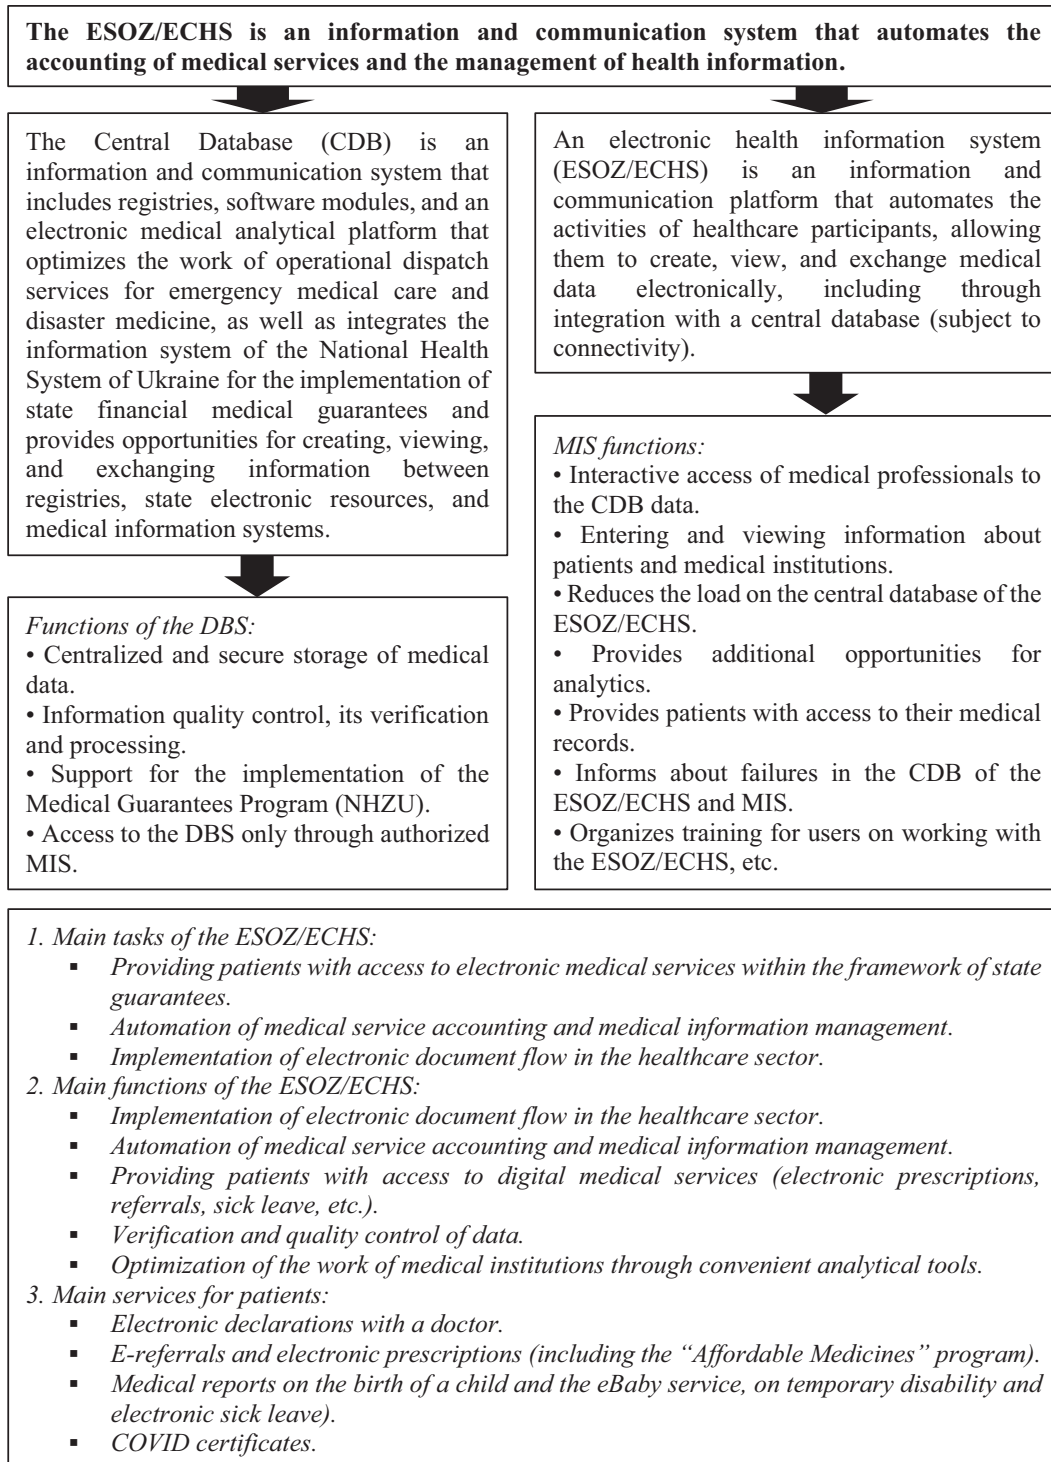 The ESOZ/ECHS is an information and communication system that automates the
accounting of medical services and the management of health information.
The Central Database (CDB) is an
information and communication system that
includes registries, software modules, and an
electronic medical analytical platform that
optimizes the work of operational dispatch
services for emergency medical care and
disaster medicine, as well as integrates the
information system of the National Health
System of Ukraine for the implementation of
state financial medical guarantees and
provides opportunities for creating, viewing,
and exchanging information between
registries, state electronic resources, and
medical information systems.
Functions of the DBS:
• Centralized and secure storage of medical
data.
• Information quality control, its verification
and processing.
• Support for the implementation of the
Medical Guarantees Program (NHZU).
• Access to the DBS only through authorized
MIS.
An electronic health information system
(ESOZ/ECHS) is an information and
communication platform that automates the
activities of healthcare participants, allowing
them to create, view, and exchange medical
data electronically, including through
integration with a central database (subject to
connectivity).
MIS functions:
• Interactive access of medical professionals to
the CDB data.
• Entering and viewing information about
patients and medical institutions.
• Reduces the load on the central database of the
ESOZ/ECHS.
• Provides additional opportunities for
analytics.
• Provides patients with access to their medical
records.
• Informs about failures in the CDB of the
ESOZ/ECHS and MIS.
• Organizes training for users on working with
the ESOZ/ECHS, etc.
1. Main tasks of the ESOZ/ECHS:
▪ Providing patients with access to electronic medical services within the framework of state
guarantees.
▪ Automation of medical service accounting and medical information management.
▪ Implementation of electronic document flow in the healthcare sector.
2. Main functions of the ESOZ/ECHS:
▪ Implementation of electronic document flow in the healthcare sector.
▪ Automation of medical service accounting and medical information management.
▪ Providing patients with access to digital medical services (electronic prescriptions,
referrals, sick leave, etc.).
▪ Verification and quality control of data.
▪ Optimization of the work of medical institutions through convenient analytical tools.
3. Main services for patients:
▪ Electronic declarations with a doctor.
▪ E-referrals and electronic prescriptions (including the “Affordable Medicines” program).
▪ Medical reports on the birth of a child and the eBaby service, on temporary disability and
electronic sick leave).
▪ COVID certificates.